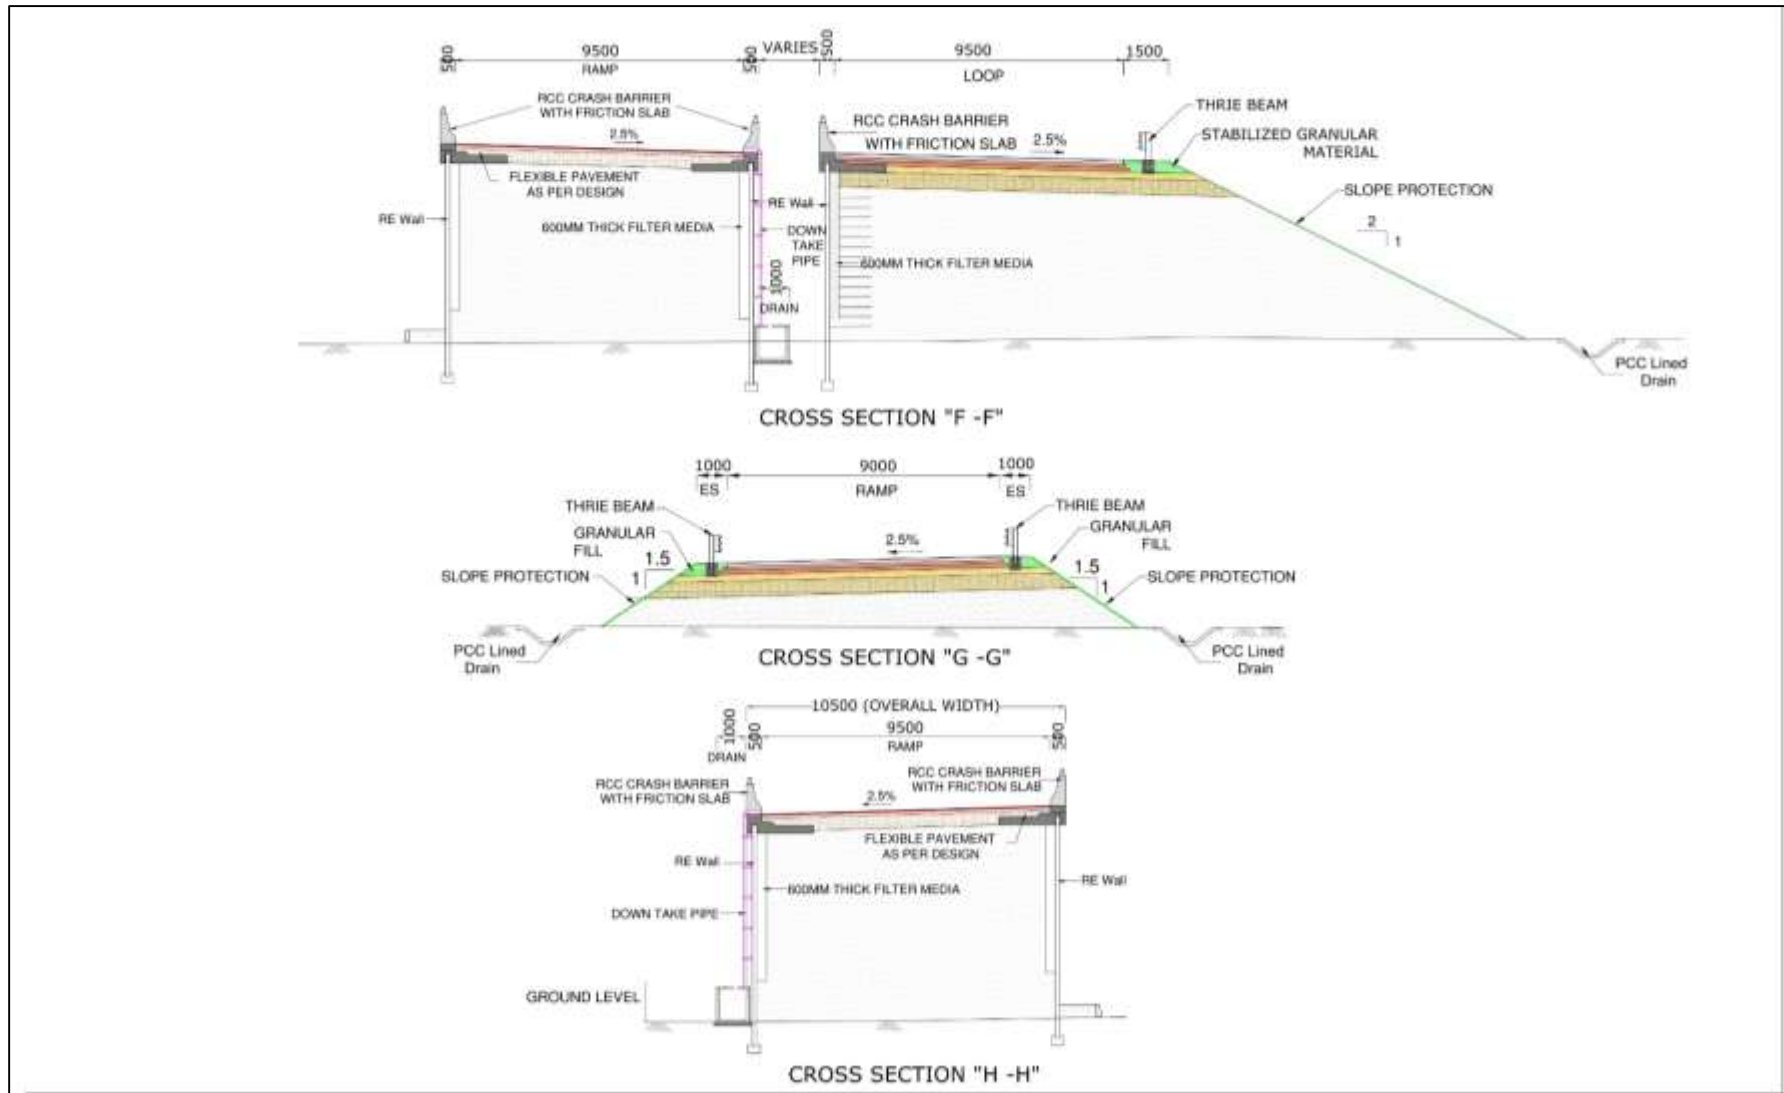 500 9500 500 VARIES 500 9500 1500
RAMP LOOP
RCC CRASH BARRIER
WITH FRICTION SLAB
2.5%
RCC CRASH BARRIER
WITH FRICTION SLAB
2.5%
THRIE BEAM
STABILIZED GRANULAR
MATERIAL
FLEXIBLE PAVEMENT
AS PER DESIGN
SLOPE PROTECTION
RE Wall
RE Wall
600MM THICK FILTER MEDIA
DOWN
TAKE
PIPE
2
1
600MM THICK FILTER MEDIA
1000
DRAIN
PCC Lined
Drain
CROSS SECTION "F -F"
1000 9000 1000
ES RAMP ES
THRIE BEAM
THRIE BEAM
GRANULAR
FILL
2.5%
GRANULAR
FILL
1.5
1
1.5
1
SLOPE PROTECTION
SLOPE PROTECTION
PCC Lined
Drain
PCC Lined
Drain
CROSS SECTION "G -G"
10500 (OVERALL WIDTH)
1000 500 9500 500
DRAIN RAMP
RCC CRASH BARRIER
WITH FRICTION SLAB
RCC CRASH BARRIER
WITH FRICTION SLAB
2.5%
FLEXIBLE PAVEMENT
AS PER DESIGN
RE Wall
RE Wall
600MM THICK FILTER MEDIA
DOWN TAKE PIPE
GROUND LEVEL
CROSS SECTION "H -H"